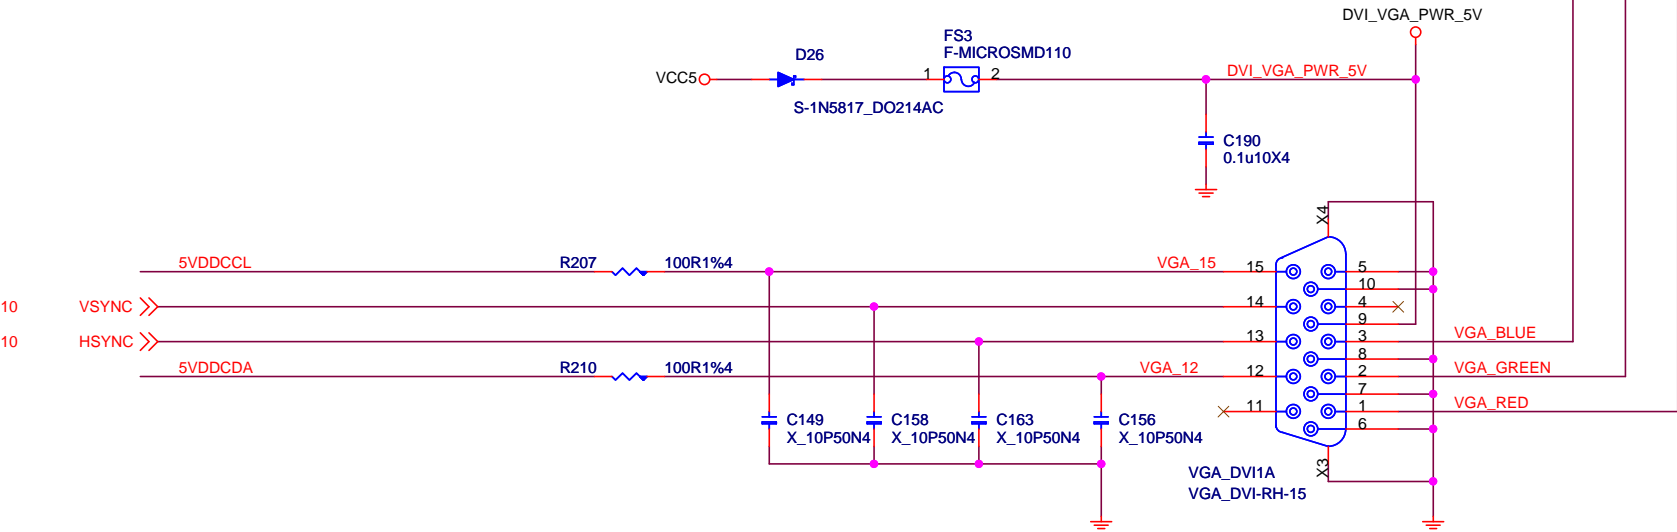 DVI_VGA_PWR_5V
FS3
F-MICROSMD110
D26
VCC5
1
2
DVI_VGA_PWR_5V
S-1N5817_DO214AC
C190
0.1u10X4
X4
5VDDCCL
R207
100R1%4
VGA_15
15
5
10
10
VSYNC
14
4
9
10
HSYNC
13
3
VGA_BLUE
8
5VDDCDA
R210
100R1%4
VGA_12
12
2
VGA_GREEN
7
11
1
VGA_RED
6
C149
X_10P50N4
C158
X_10P50N4
C163
X_10P50N4
C156
X_10P50N4
X3
VGA_DVI1A
VGA_DVI-RH-15